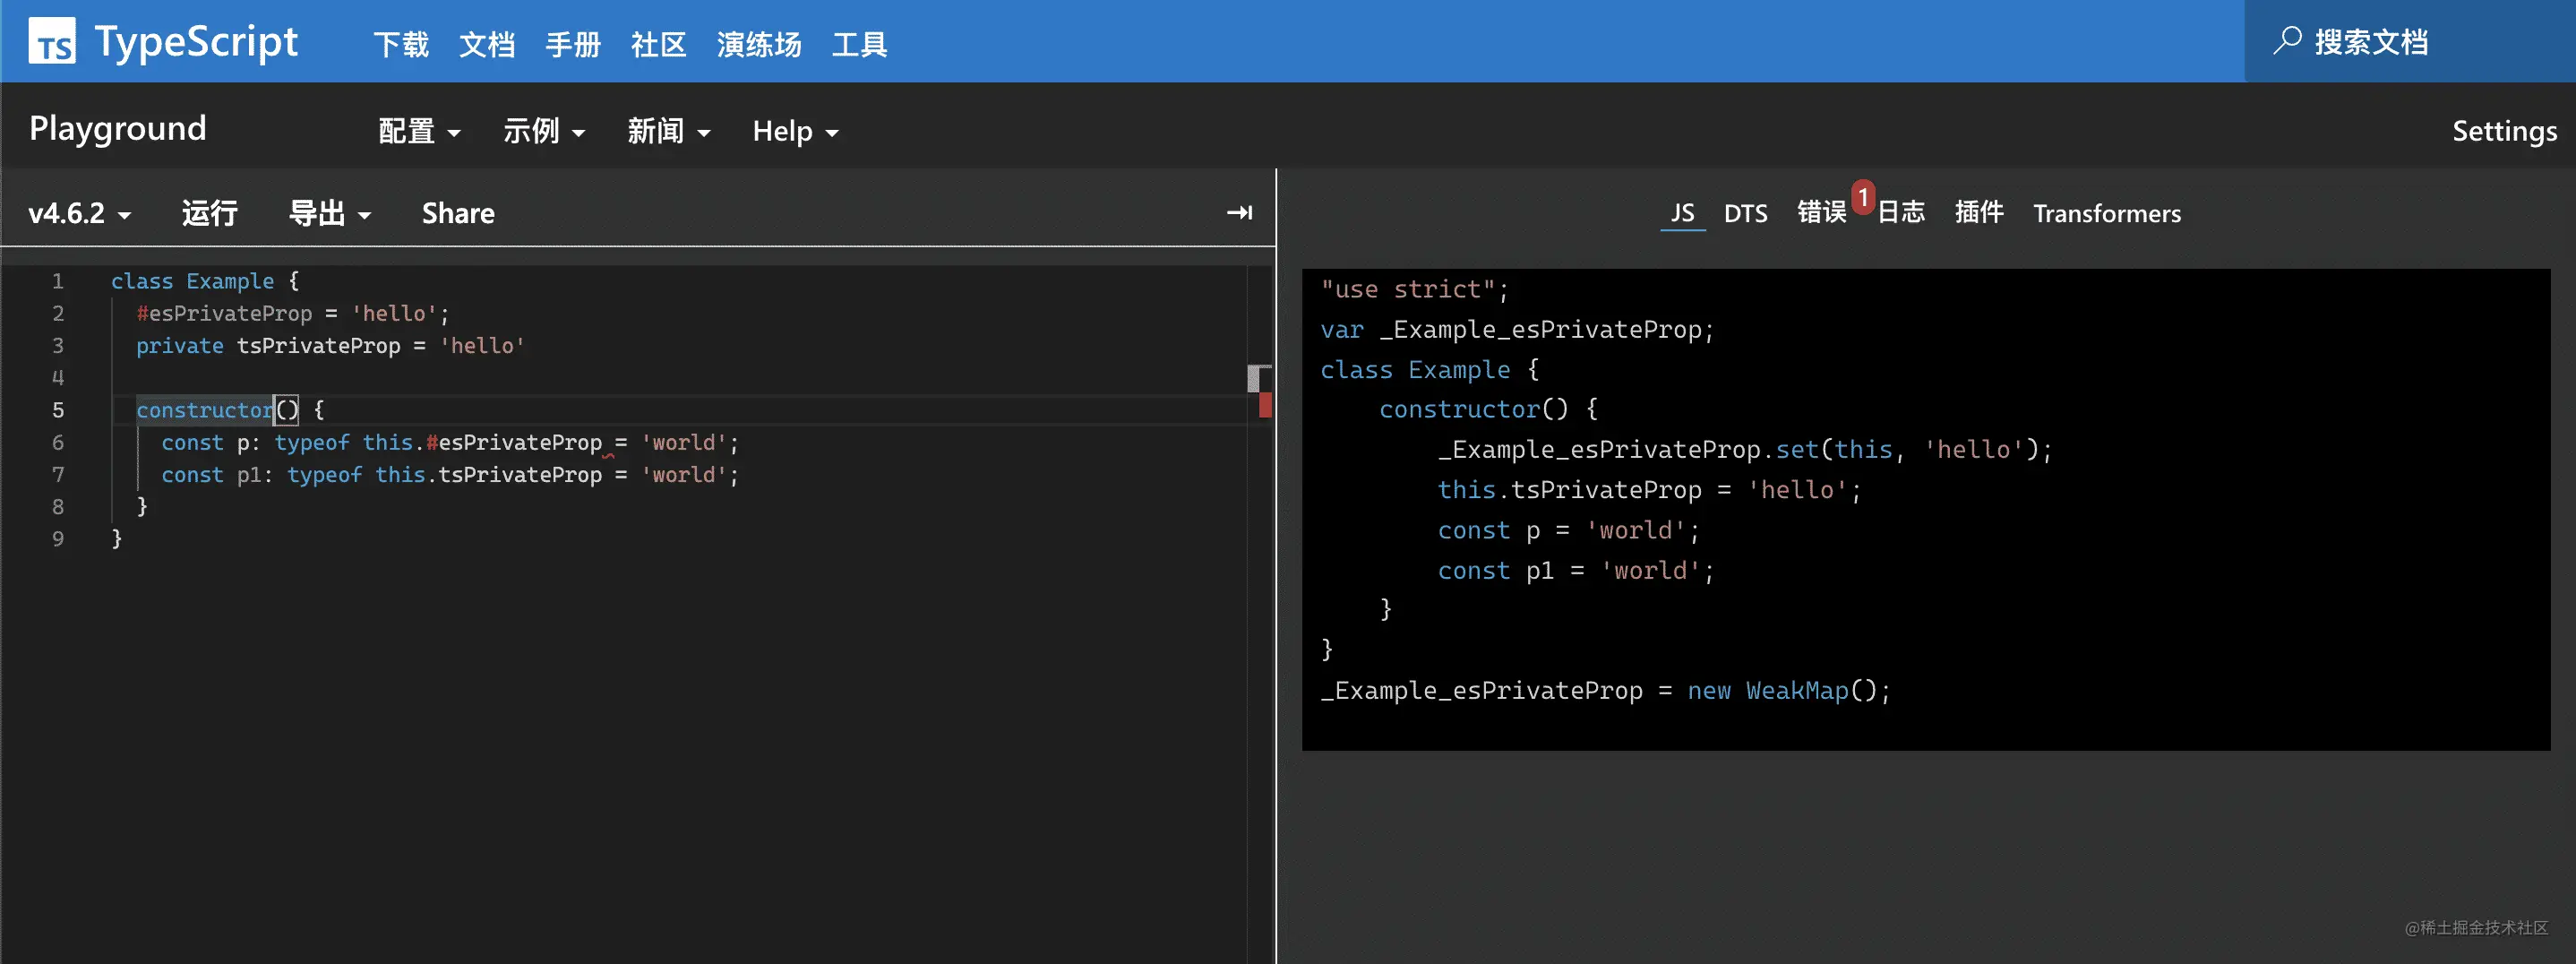 TS TypeScript 下载 文档 手册 社区 演练场 工具 搜索文档
Playground 配置 示例 新闻 Help Settings
v4.6.2 运行 导出 Share
JS DTS 错误 1 日志 插件 Transformers
1 class Example {
2 #esPrivateProp = 'hello';
3 private tsPrivateProp = 'hello'
4
5 constructor() {
6 const p: typeof this.#esPrivateProp = 'world';
7 const p1: typeof this.tsPrivateProp = 'world';
8 }
9 }
"use strict";
var _Example_esPrivateProp;
class Example {
constructor() {
_Example_esPrivateProp.set(this, 'hello');
this.tsPrivateProp = 'hello';
const p = 'world';
const p1 = 'world';
}
}
_Example_esPrivateProp = new WeakMap();
@稀土掘金技术社区